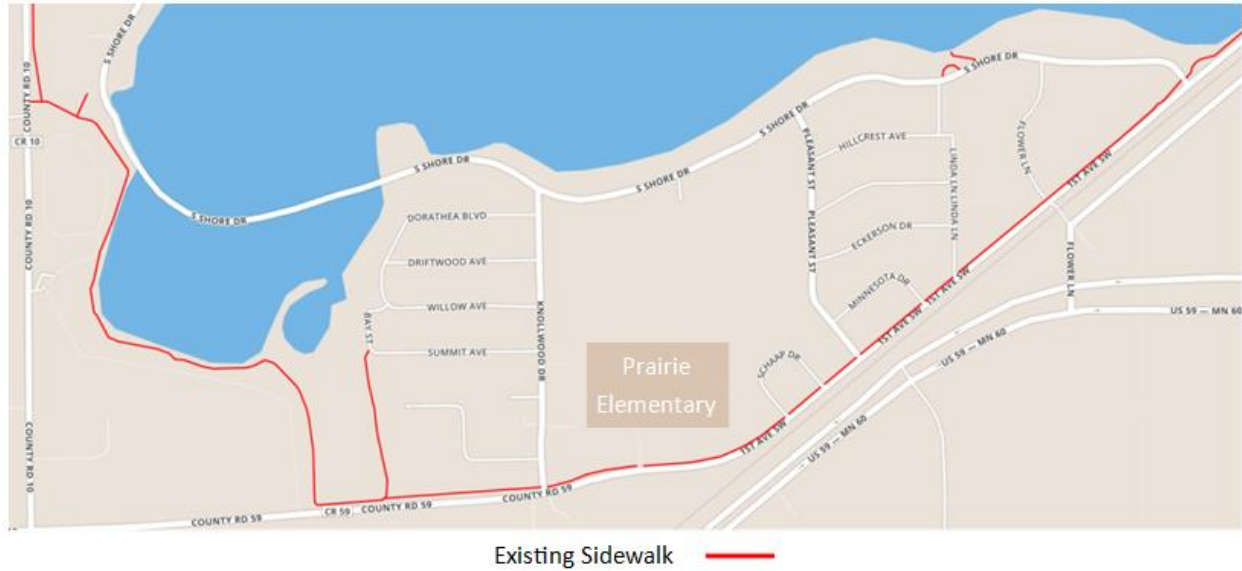 S SHORE DR
S SHORE DR
COUNTY RD 10
CR 10
HILLCREST AVE
PLEASANT ST
S SHORE DR
FLOWER LN
LINDA LN LINDA LN
1ST AVE SW
S SHORE DR
S SHORE DR
S SHORE DR
DORATHEA BLVD
COUNTY RD 10
PLEASANT ST
ECKERSON DR
FLOWER LN
DRIFTWOOD AVE
MINNESOTA DR
1ST AVE SW
WILLOW AVE
BAY ST
KNOLLWOOD DR
1ST AVE SW
US 59 — MN 60
SUMMIT AVE
SCHAAP DR
US 59 — MN 60
Prairie
Elementary
1ST AVE SW
US 59 — MN 60
COUNTY RD 10
COUNTY RD 59
CR 59
COUNTY RD 59
COUNTY RD 59
Existing Sidewalk